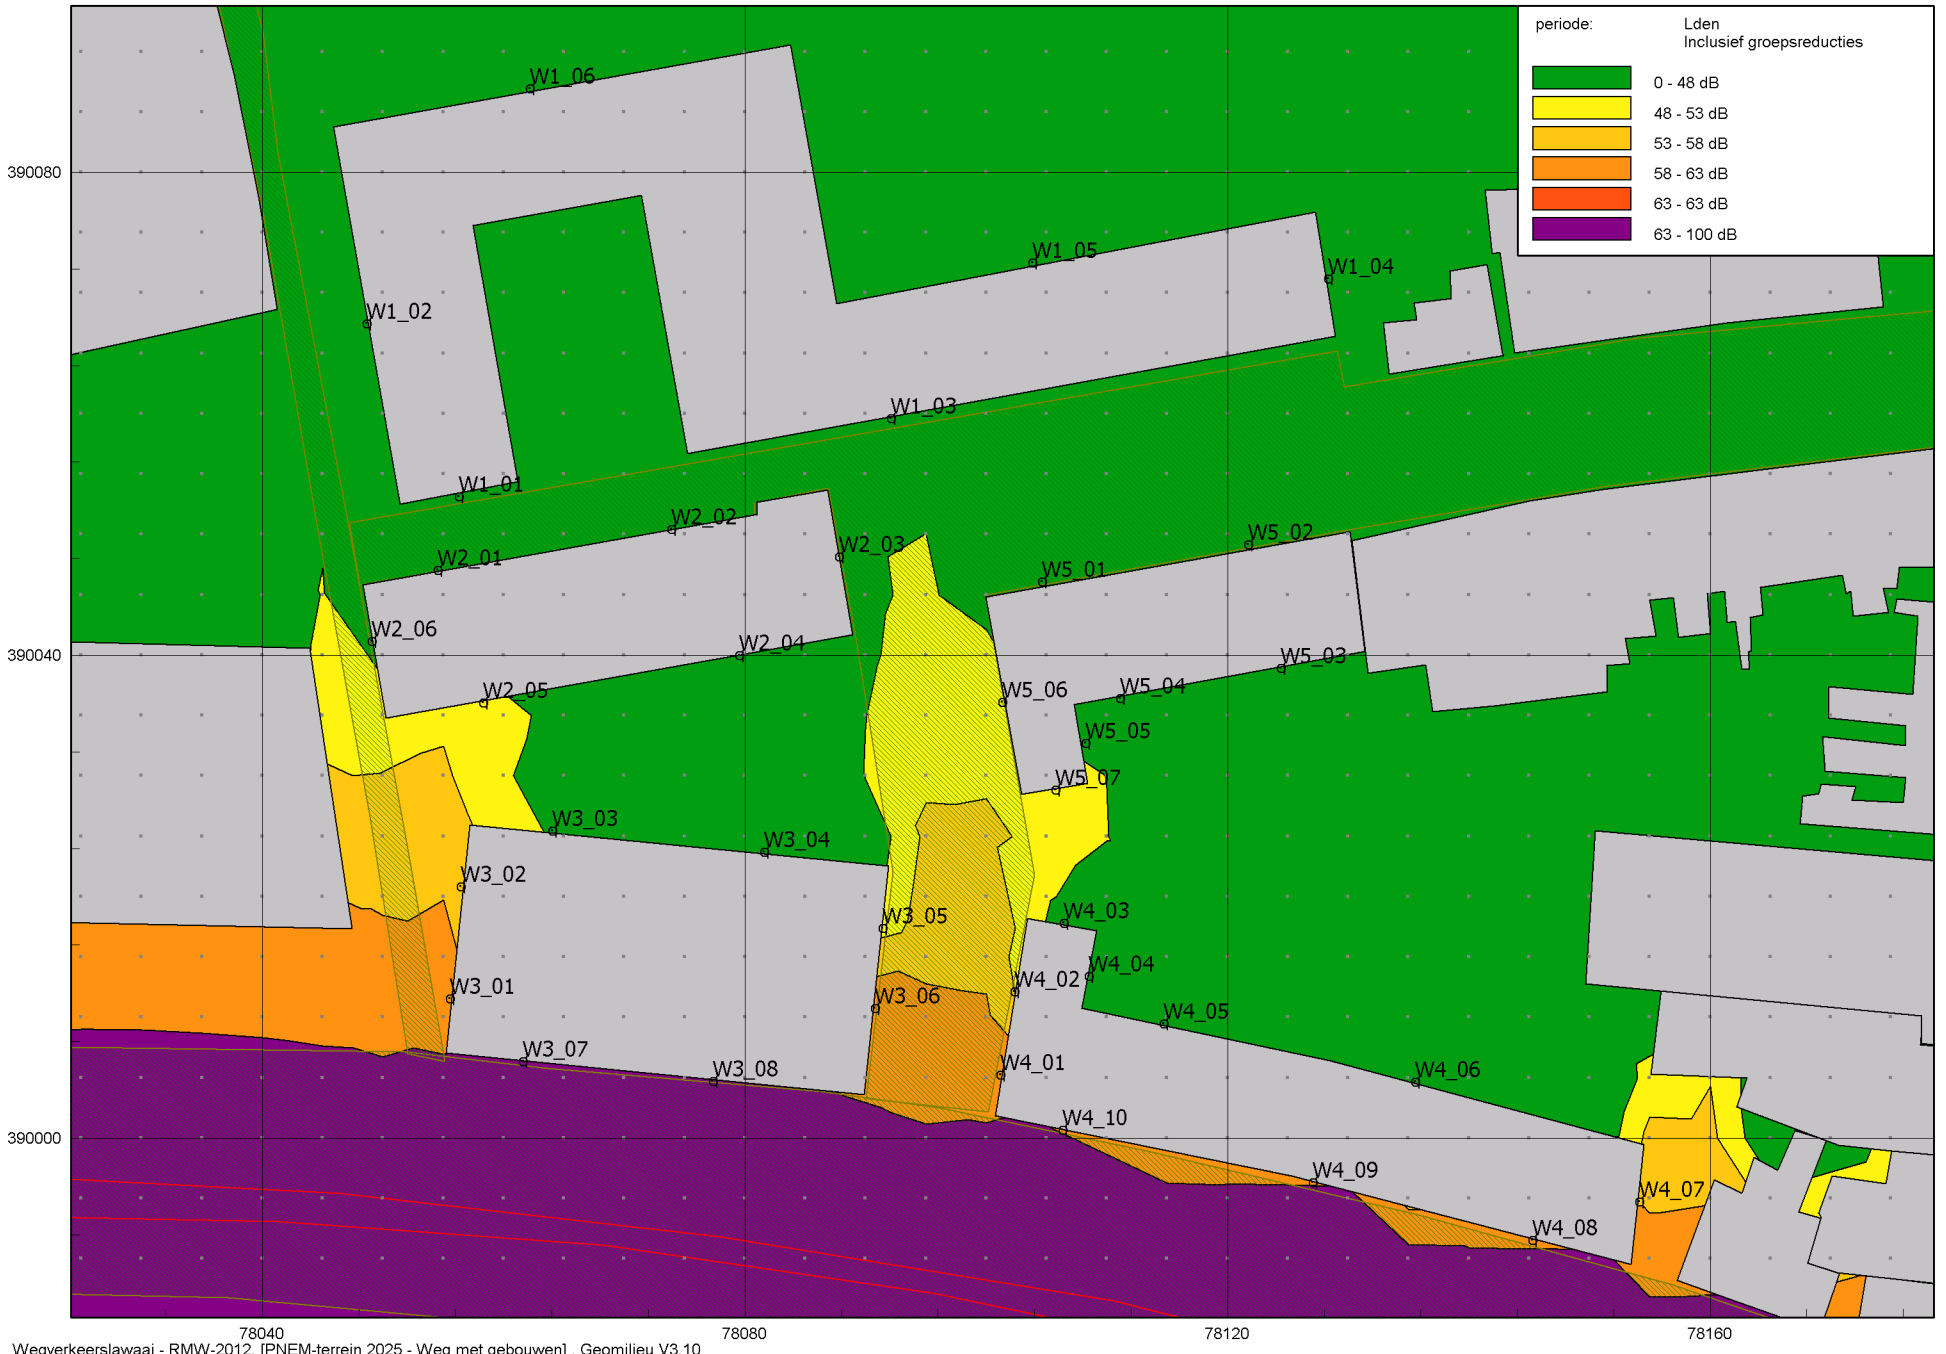 periode: Lden
Inclusief groepsreducties
0 - 48 dB
48 - 53 dB
53 - 58 dB
58 - 63 dB
63 - 63 dB
63 - 100 dB
W1_06
390080
W1_05
W1_04
W1_02
W1_03
W1_01
W2_02
W5_02
W2_03
W2_01
W5_01
W2_06
W2_04
390040
W5_03
W2_05
W5_06
W5_04
W5_05
W5_07
W3_03
W3_04
W3_02
W3_05
W4_03
W4_04
W4_02
W3_01
W3_06
W4_05
W3_07
W4_01
W3_08
W4_06
W4_10
390000
W4_09
W4_07
W4_08
78040 78080 78120 78160
Wegverkeerslawaai - RMW-2012, [PNEM-terrein 2025 - Weg met gebouwen] , Geomilieu V3.10